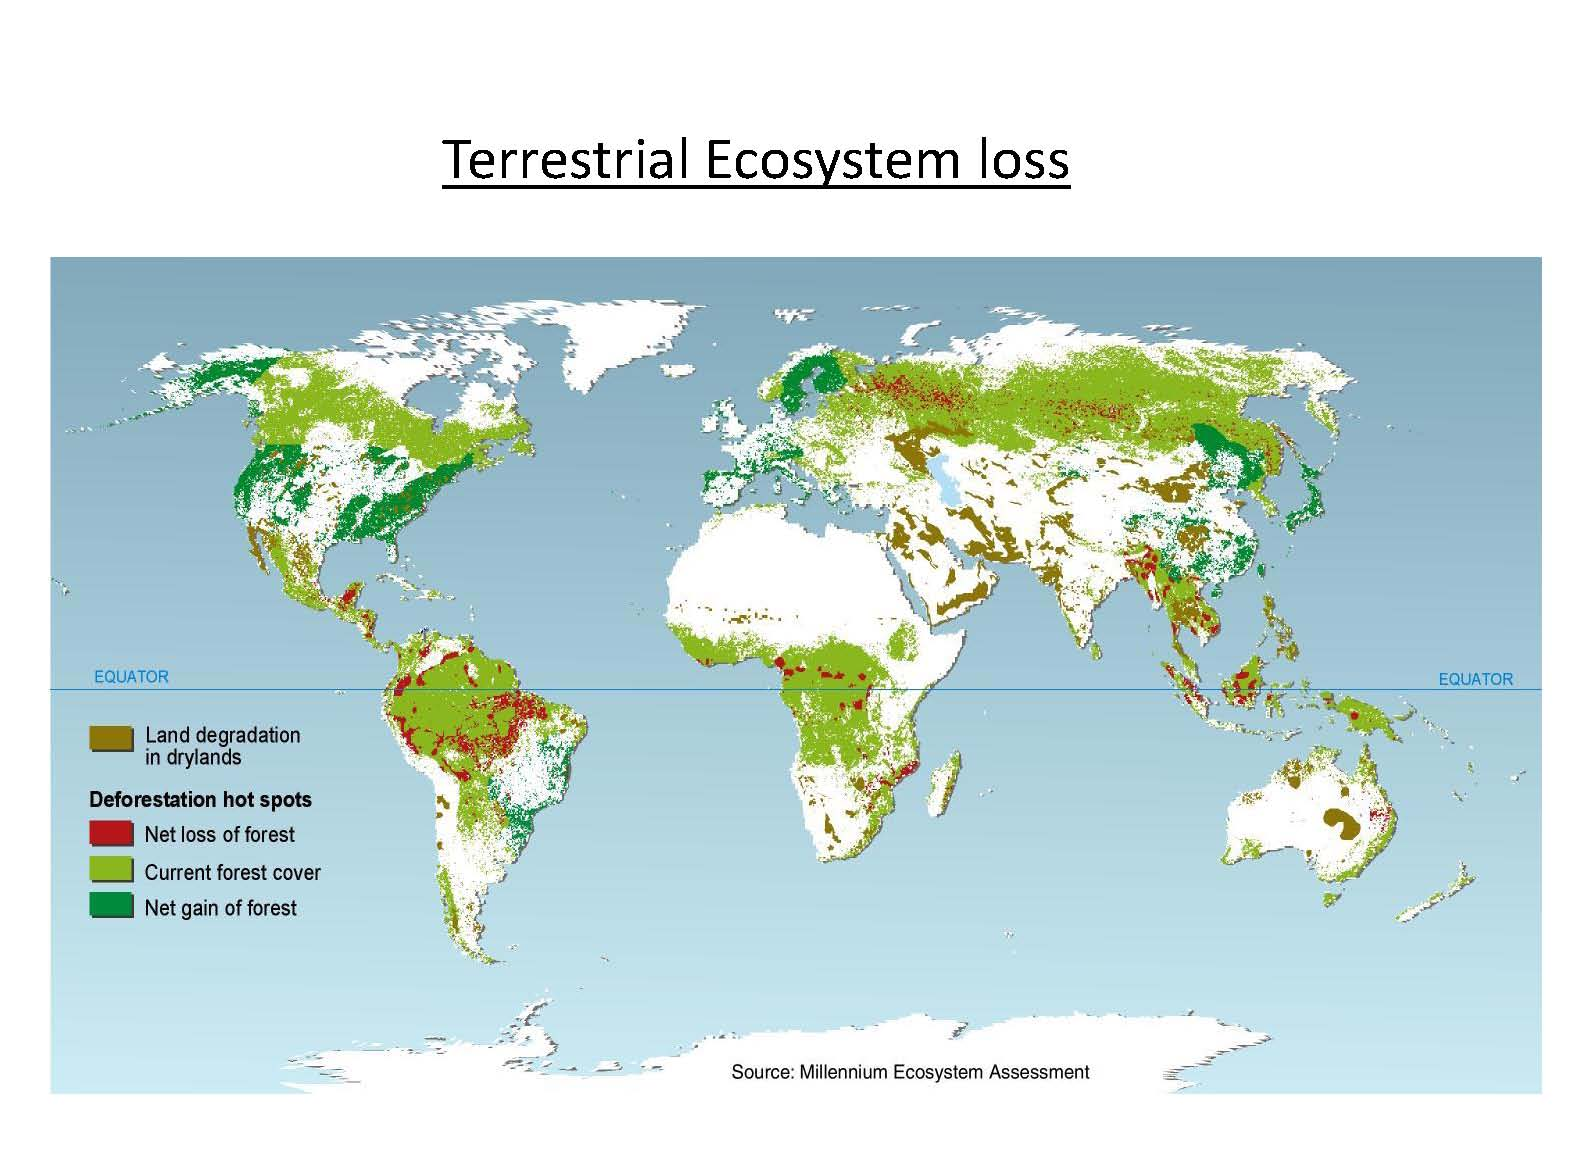 Terrestrial Ecosystem loss
EQUATOR
EQUATOR
Land degradation
in drylands
Deforestation hot spots
Net loss of forest
Current forest cover
Net gain of forest
Source: Millennium Ecosystem Assessment